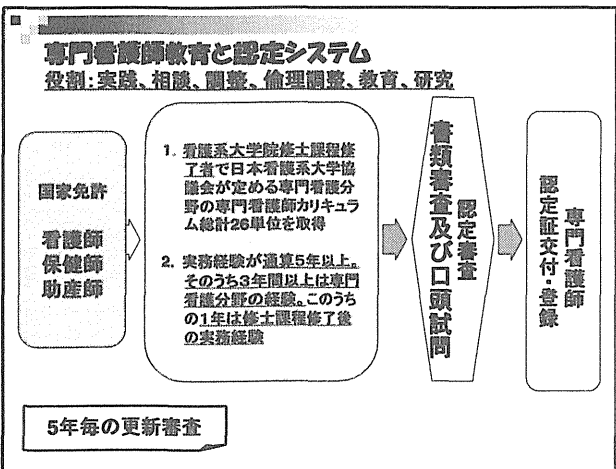 専門看護師教育と認定システム
役割:実践、相談、調整、倫理調整、教育、研究
国家免許
看護師
保健師
助産師
1. 看護系大学院修士課程修
了者で日本看護系大学協
議会が定める専門看護分
野の専門看護師カリキュラ
ム総計26単位を取得
2. 実務経験が通算5年以上。
そのうち3年間以上は専門
看護分野の経験。このうち
の1年は修士課程修了後
の実務経験
認定審査
書類審査及び口頭試問
専門看護師
認定証交付・登録
5年毎の更新審査